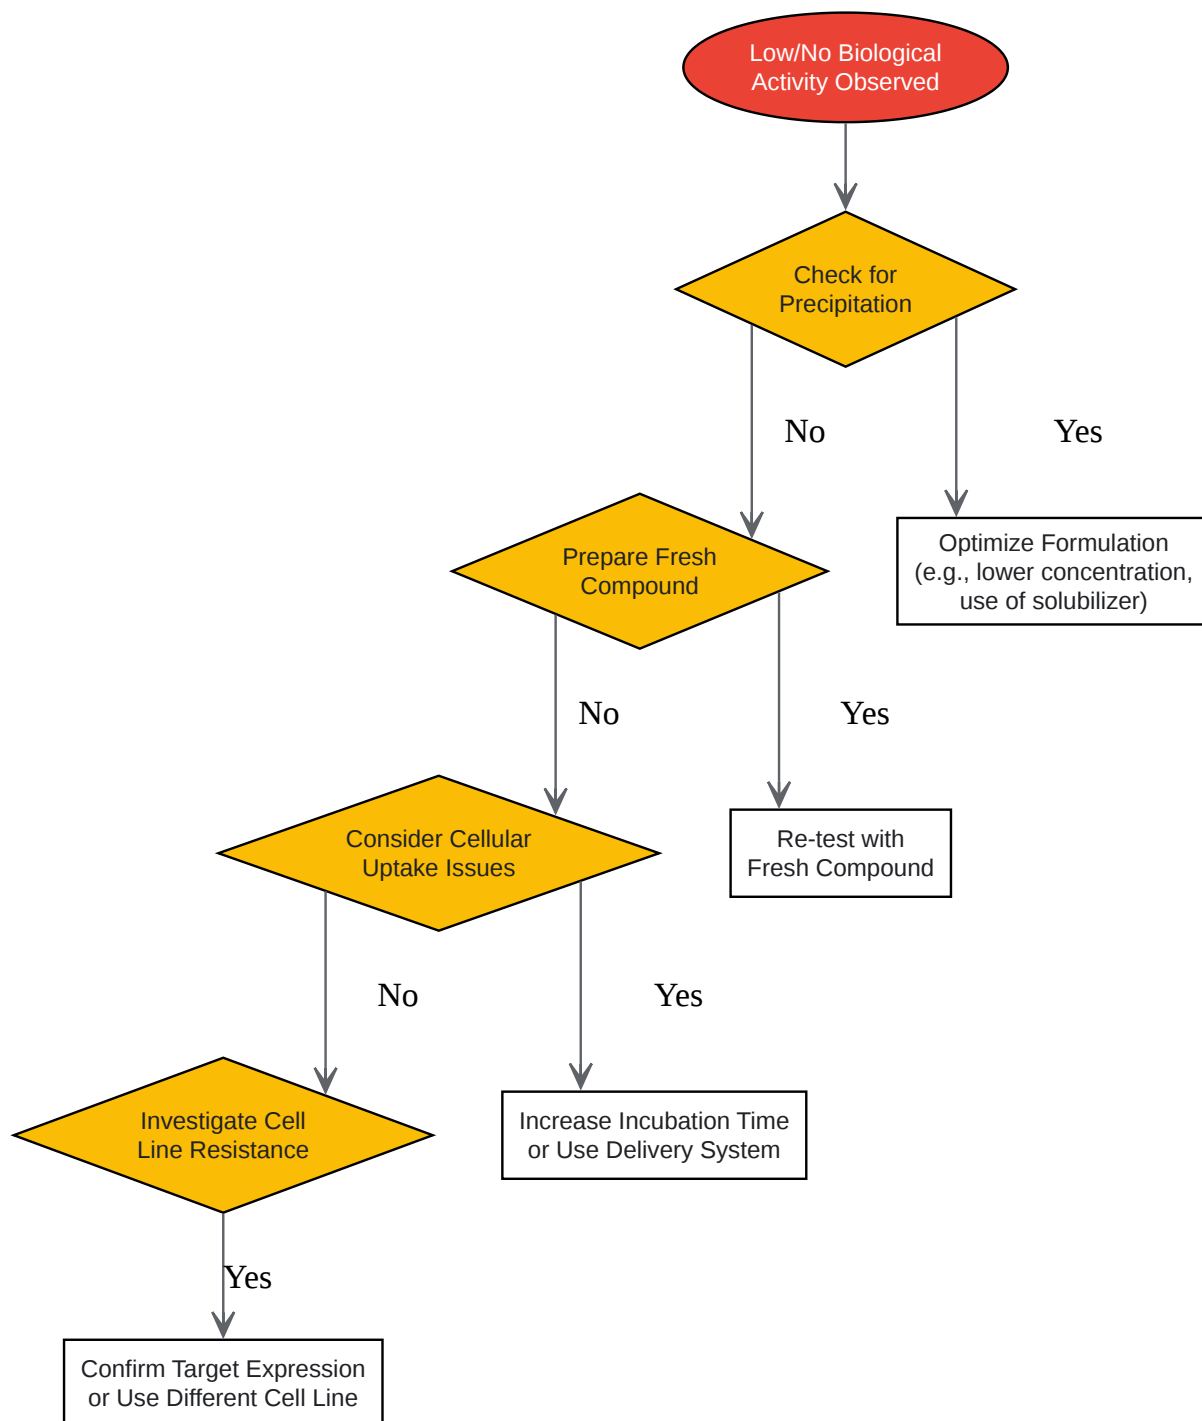 Low/No Biological
Activity Observed
Check for
Precipitation
No
Yes
Prepare Fresh
Compound
Optimize Formulation
(e.g., lower concentration,
use of solubilizer)
No
Yes
Consider Cellular
Uptake Issues
Re-test with
Fresh Compound
No
Yes
Investigate Cell
Line Resistance
Increase Incubation Time
or Use Delivery System
Yes
Confirm Target Expression
or Use Different Cell Line